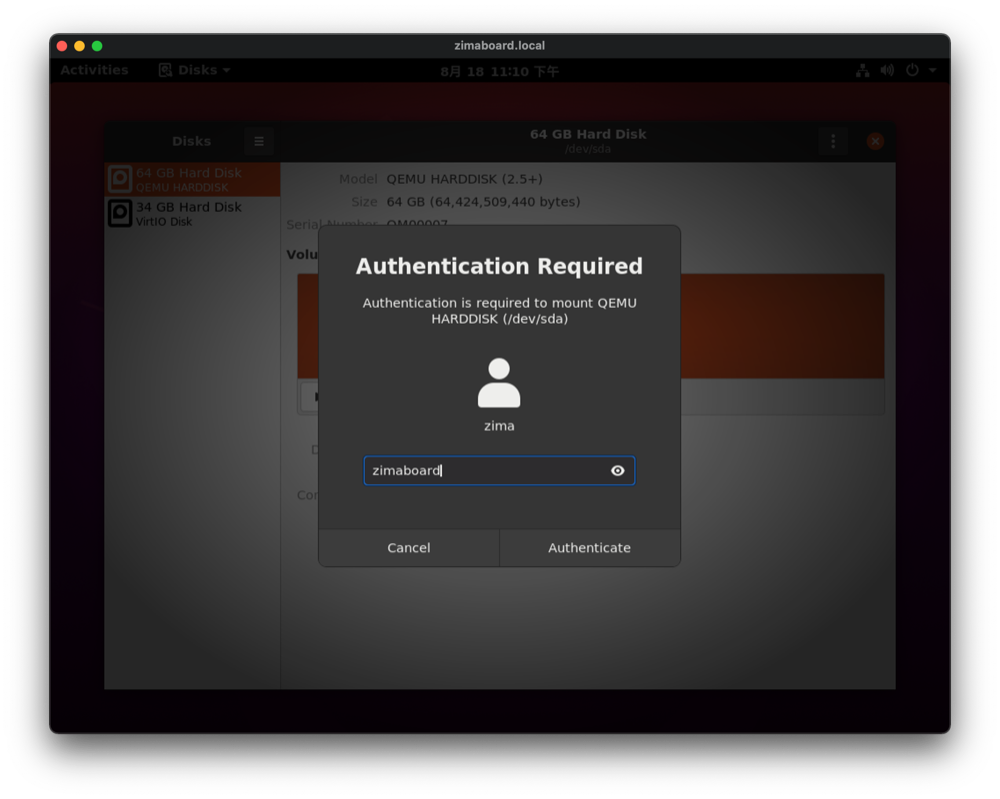 zimaboard.local
Activities
Disks
8月 18 11:10 下午
Disks
64 GB Hard Disk
/dev/sda
64 GB Hard Disk
QEMU HARDDISK
34 GB Hard Disk
VirtIO Disk
Model QEMU HARDDISK (2.5+)
Size 64 GB (64,424,509,440 bytes)
Serial Number QM00007
Volu
D
Con
Authentication Required
Authentication is required to mount QEMU
HARDDISK (/dev/sda)
zima
zimaboard
Cancel
Authenticate